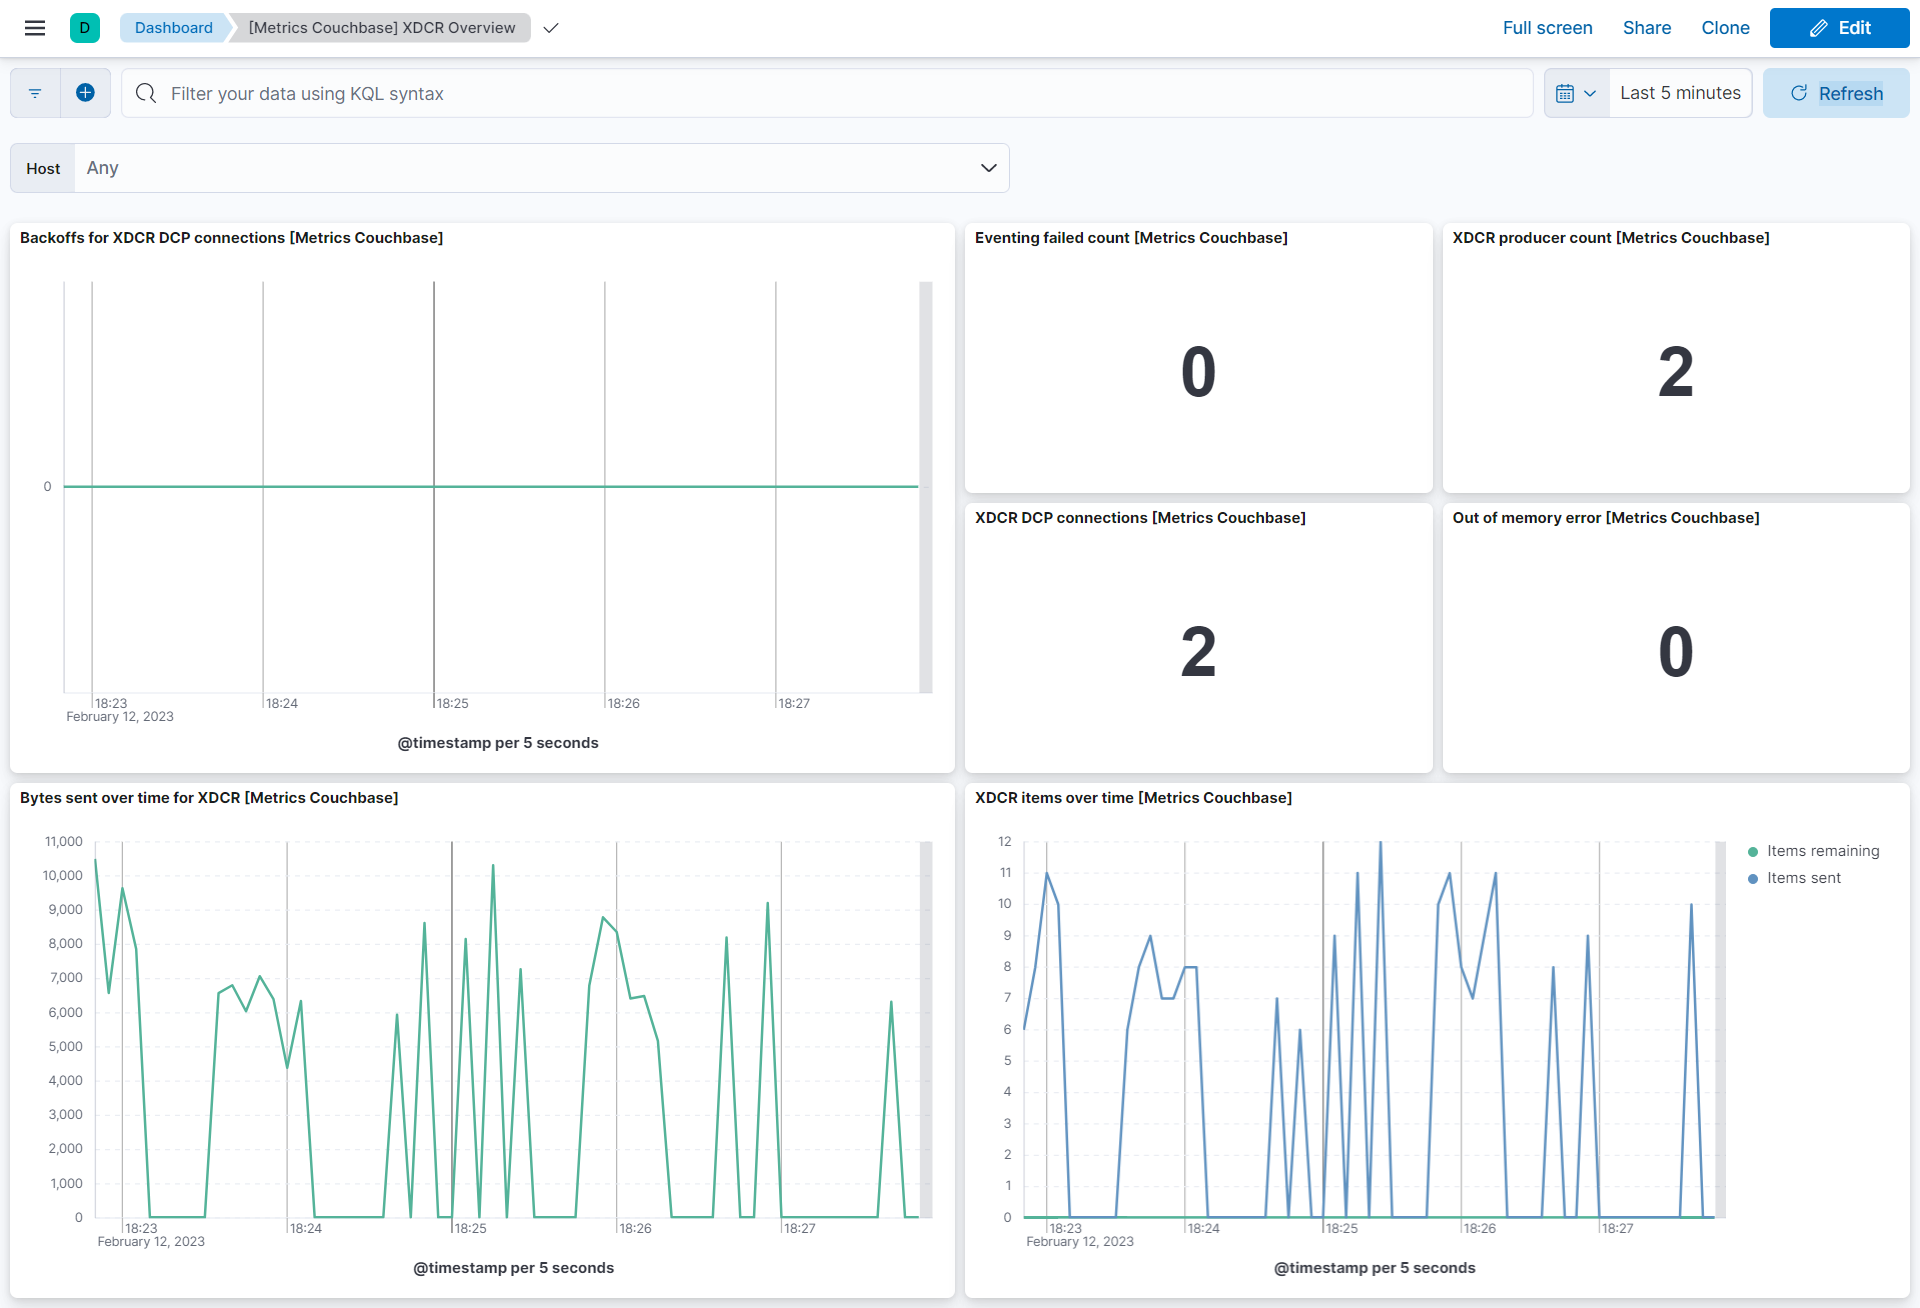 D Dashboard [Metrics Couchbase] XDCR Overview Full screen Share Clone Edit
Filter your data using KQL syntax Last 5 minutes Refresh
Host Any
Backoffs for XDCR DCP connections [Metrics Couchbase]
0
18:23 18:24 18:25 18:26 18:27
February 12, 2023
@timestamp per 5 seconds
Eventing failed count [Metrics Couchbase]
0
XDCR producer count [Metrics Couchbase]
2
XDCR DCP connections [Metrics Couchbase]
2
Out of memory error [Metrics Couchbase]
0
Bytes sent over time for XDCR [Metrics Couchbase]
11,000
10,000
9,000
8,000
7,000
6,000
5,000
4,000
3,000
2,000
1,000
0
18:23 18:24 18:25 18:26 18:27
February 12, 2023
@timestamp per 5 seconds
XDCR items over time [Metrics Couchbase]
12
11
10
9
8
7
6
5
4
3
2
1
0
18:23 18:24 18:25 18:26 18:27
February 12, 2023
@timestamp per 5 seconds
Items remaining
Items sent